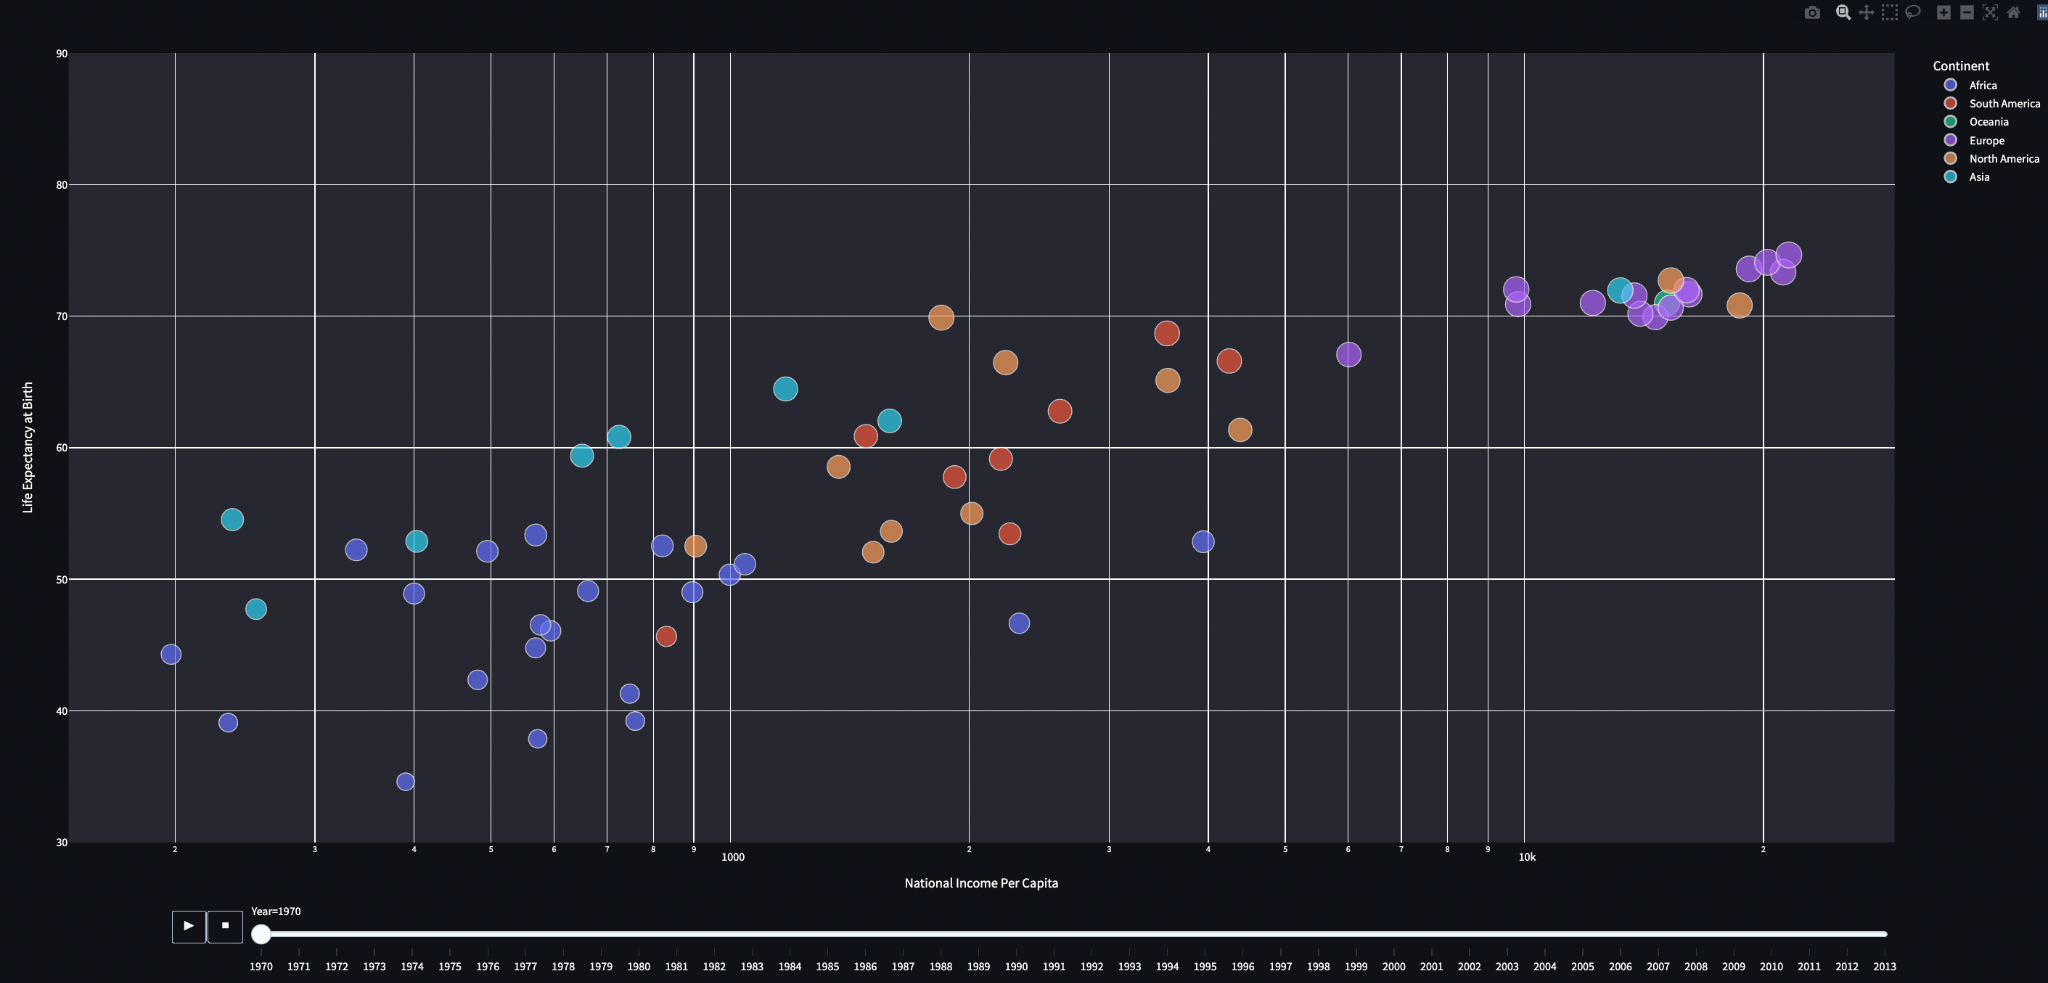 90
Continent
Africa
South America
Oceania
Europe
North America
Asia
80
70
60
50
40
30
Life Expectancy at Birth
2 3 4 5 6 7 8 9 1000 2 3 4 5 6 7 8 9 10k 2
National Income Per Capita
Year=1970
1970 1971 1972 1973 1974 1975 1976 1977 1978 1979 1980 1981 1982 1983 1984 1985 1986 1987 1988 1989 1990 1991 1992 1993 1994 1995 1996 1997 1998 1999 2000 2001 2002 2003 2004 2005 2006 2007 2008 2009 2010 2011 2012 2013